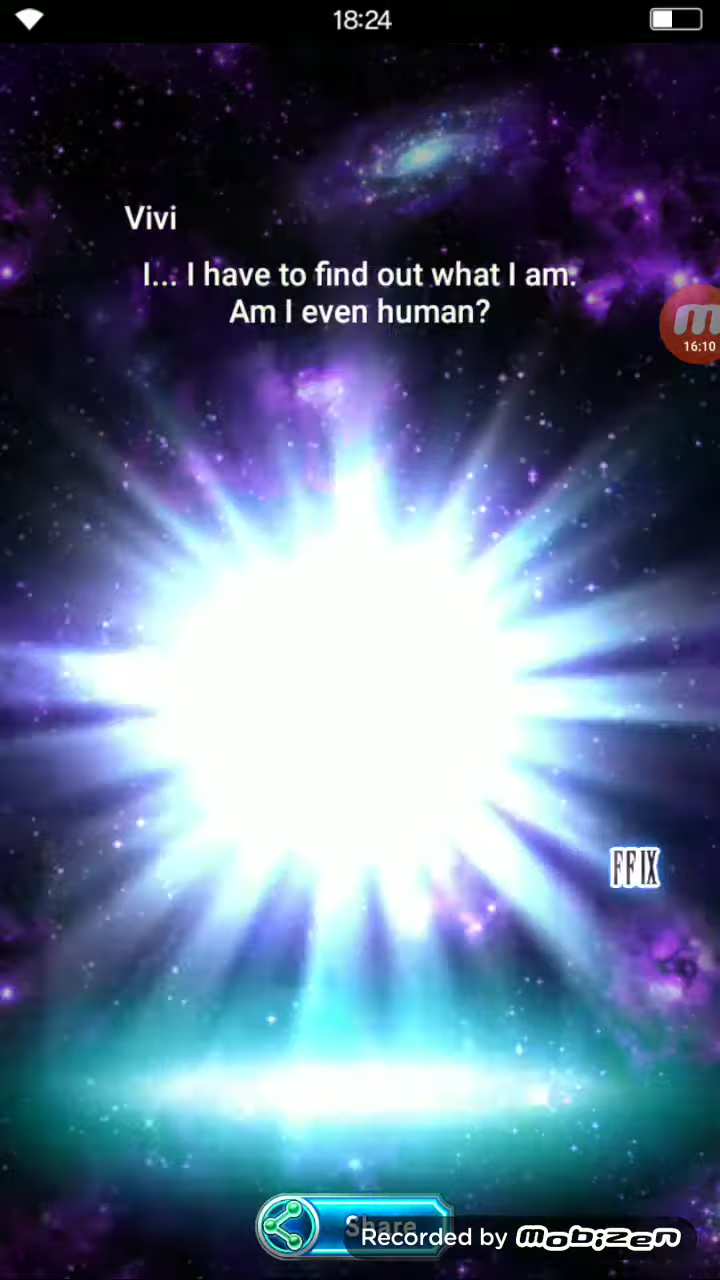 18:24
Vivi
I... I have to find out what I am.
Am I even human?
m
16:10
FFIX
Share
Recorded by mobizen